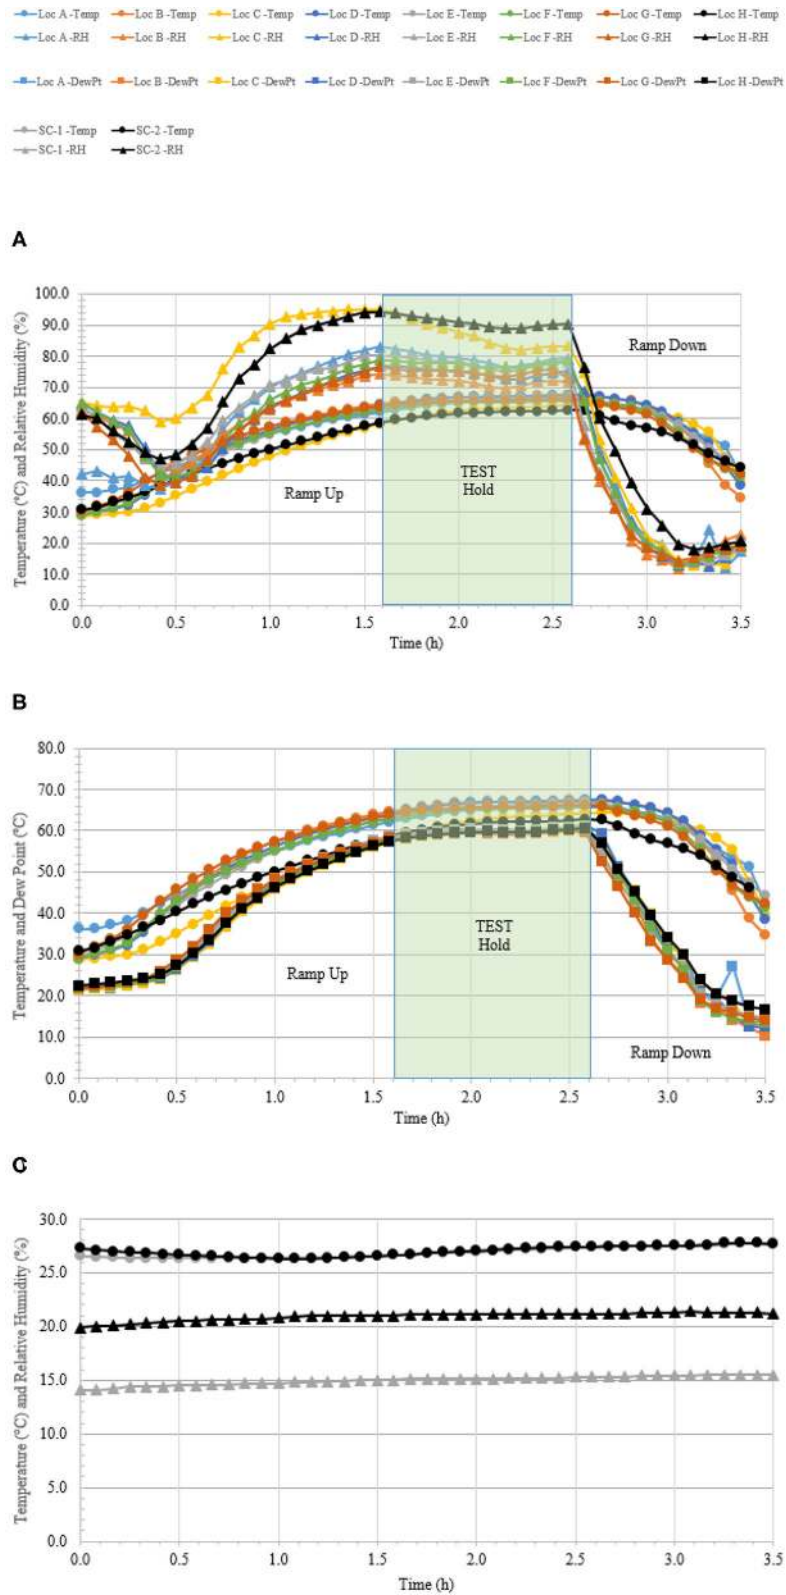 Loc A -Temp Loc B -Temp Loc C -Temp Loc D -Temp Loc E -Temp Loc F -Temp Loc G -Temp Loc H -Temp
Loc A -RH Loc B -RH Loc C -RH Loc D -RH Loc E -RH Loc F -RH Loc G -RH Loc H -RH
Loc A -DewPt Loc B -DewPt Loc C -DewPt Loc D -DewPt Loc E -DewPt Loc F -DewPt Loc G -DewPt Loc H -DewPt
SC-1 -Temp SC-2 -Temp
SC-1 -RH SC-2 -RH
A
Temperature (°C) and Relative Humidity (%)
100.0
90.0
80.0
70.0
60.0
50.0
40.0
30.0
20.0
10.0
0.0
Ramp Down
TEST
Hold
Ramp Up
0.0 0.5 1.0 1.5 2.0 2.5 3.0 3.5
Time (h)
B
Temperature and Dew Point (°C)
80.0
70.0
60.0
50.0
40.0
30.0
20.0
10.0
0.0
TEST
Hold
Ramp Up
Ramp Down
0.0 0.5 1.0 1.5 2.0 2.5 3.0 3.5
Time (h)
C
Temperature (°C) and Relative Humidity (%)
30.0
25.0
20.0
15.0
10.0
5.0
0.0
0.0 0.5 1.0 1.5 2.0 2.5 3.0 3.5
Time (h)